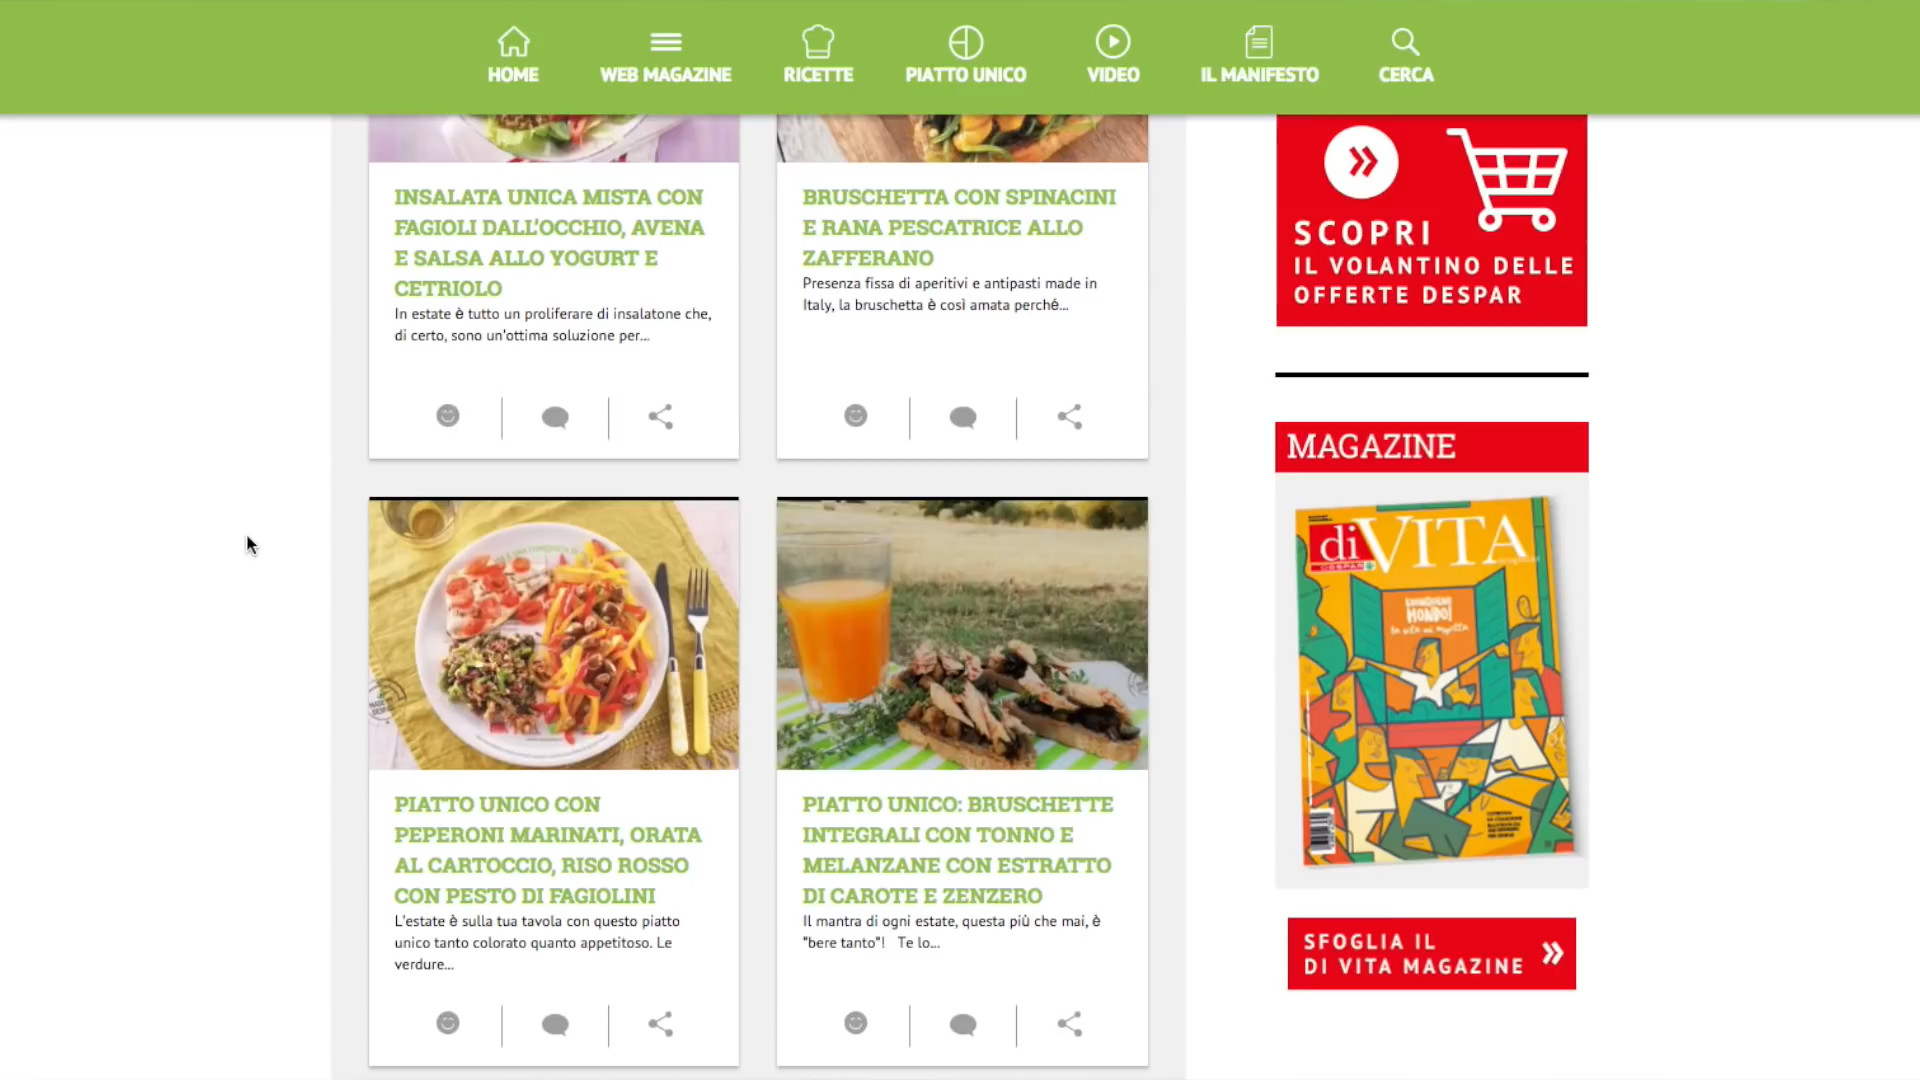 HOME
WEB MAGAZINE
RICETTE
PIATTO UNICO
VIDEO
IL MANIFESTO
CERCA
INSALATA UNICA MISTA CON
FAGIOLI DALL'OCCHIO, AVENA
E SALSA ALLO YOGURT E
CETRIOLO
In estate è tutto un proliferare di insalatone che,
di certo, sono un'ottima soluzione per...
BRUSCHETTA CON SPINACINI
E RANA PESCATRICE ALLO
ZAFFERANO
Presenza fissa di aperitivi e antipasti made in
Italy, la bruschetta è così amata perché...
PIATTO UNICO CON
PEPERONI MARINATI, ORATA
AL CARTOCCIO, RISO ROSSO
CON PESTO DI FAGIOLINI
L'estate è sulla tua tavola con questo piatto
unico tanto colorato quanto appetitoso. Le
verdure...
PIATTO UNICO: BRUSCHETTE
INTEGRALI CON TONNO E
MELANZANE CON ESTRATTO
DI CAROTE E ZENZERO
Il mantra di ogni estate, questa più che mai, è
"bere tanto"! Te lo...
SCOPRI
IL VOLANTINO DELLE
OFFERTE DESPAR
MAGAZINE
di VITA
DESPAR
MONDO!
la vita mi aspetta
SFOGLIA IL
DI VITA MAGAZINE